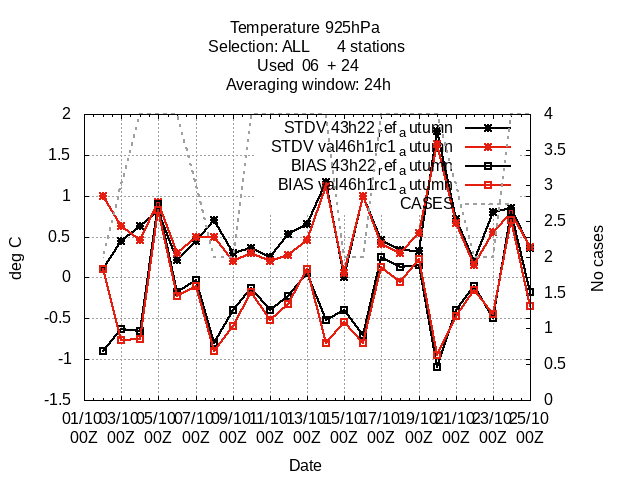 Temperature 925hPa
Selection: ALL 4 stations
Used 06 + 24
Averaging window: 24h
STDV 43h22refautumn
STDV val46h1rc1autumn
BIAS 43h22refautumn
BIAS val46h1rc1autumn
CASES
2
1.5
1
0.5
0
-0.5
-1
-1.5
deg C
4
3.5
3
2.5
2
1.5
1
0.5
0
No cases
01/10 03/10 05/10 07/10 09/10 11/10 13/10 15/10 17/10 19/10 21/10 23/10 25/10
00Z 00Z 00Z 00Z 00Z 00Z 00Z 00Z 00Z 00Z 00Z 00Z 00Z
Date